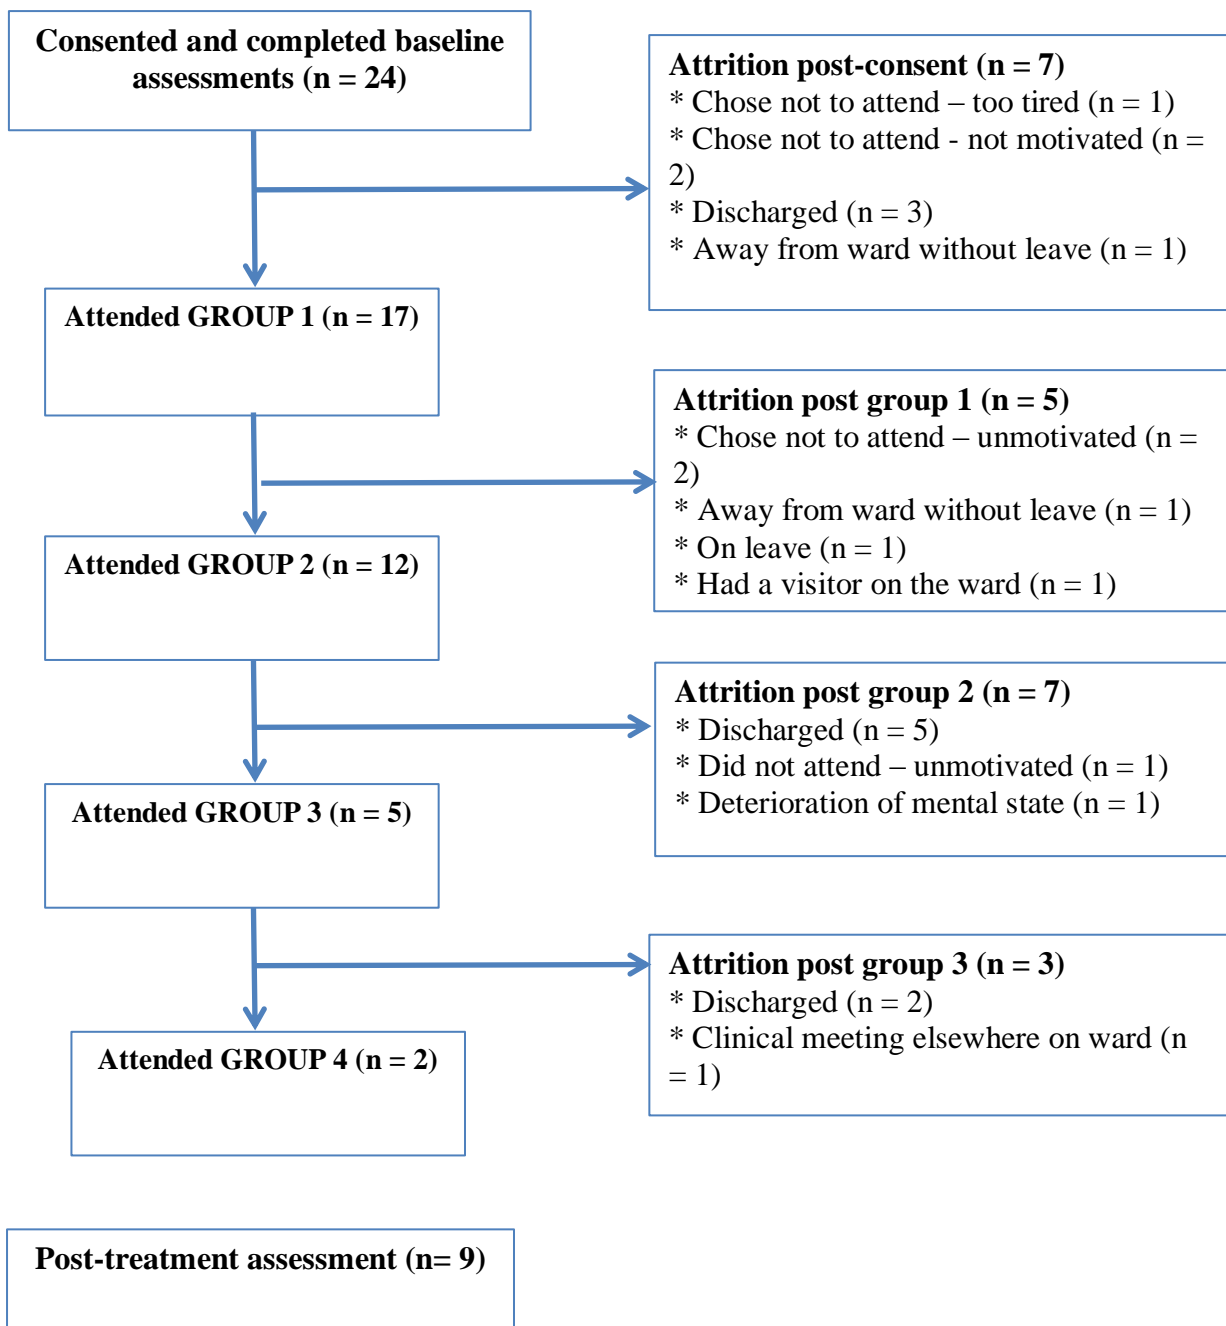 Consented and completed baseline
assessments (n = 24)
Attrition post-consent (n = 7)
* Chose not to attend – too tired (n = 1)
* Chose not to attend - not motivated (n =
2)
* Discharged (n = 3)
* Away from ward without leave (n = 1)
Attended GROUP 1 (n = 17)
Attrition post group 1 (n = 5)
* Chose not to attend – unmotivated (n =
2)
* Away from ward without leave (n = 1)
* On leave (n = 1)
* Had a visitor on the ward (n = 1)
Attended GROUP 2 (n = 12)
Attrition post group 2 (n = 7)
* Discharged (n = 5)
* Did not attend – unmotivated (n = 1)
* Deterioration of mental state (n = 1)
Attended GROUP 3 (n = 5)
Attrition post group 3 (n = 3)
* Discharged (n = 2)
* Clinical meeting elsewhere on ward (n
= 1)
Attended GROUP 4 (n = 2)
Post-treatment assessment (n= 9)